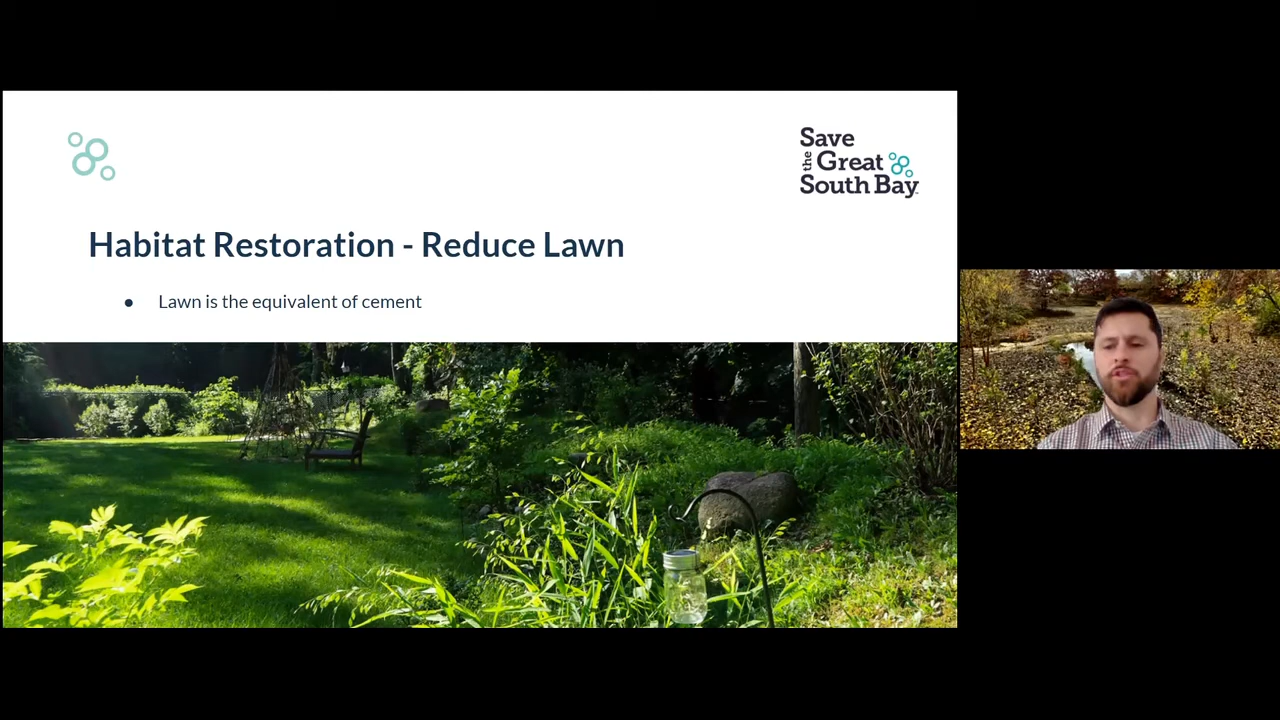 Save
the Great
South Bay
Habitat Restoration - Reduce Lawn
● Lawn is the equivalent of cement